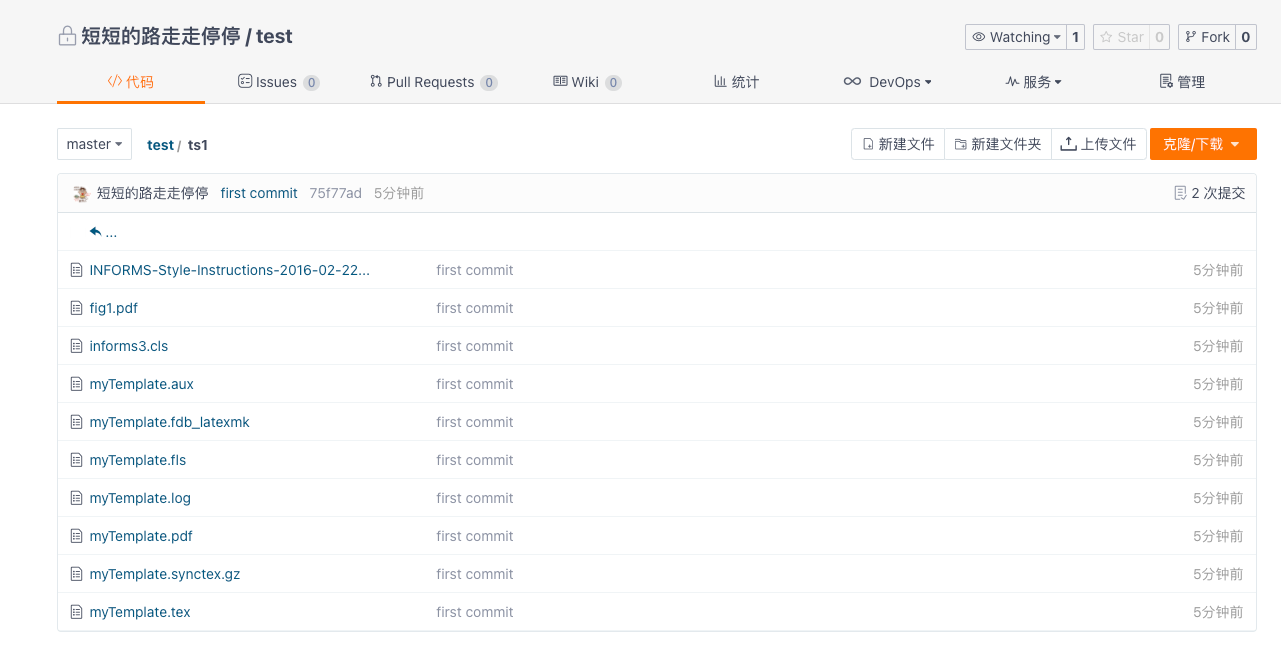 短短的路走走停停 / test
Watching 1 Star 0 Fork 0
代码 Issues 0 Pull Requests 0 Wiki 0 统计 DevOps 服务 管理
master test / ts1 新建文件 新建文件夹 上传文件 克隆/下载
短短的路走走停停 first commit 75f77ad 5分钟前 2 次提交
...
INFORMS-Style-Instructions-2016-02-22... first commit 5分钟前
fig1.pdf first commit 5分钟前
informs3.cls first commit 5分钟前
myTemplate.aux first commit 5分钟前
myTemplate.fdb_latexmk first commit 5分钟前
myTemplate.fls first commit 5分钟前
myTemplate.log first commit 5分钟前
myTemplate.pdf first commit 5分钟前
myTemplate.synctex.gz first commit 5分钟前
myTemplate.tex first commit 5分钟前